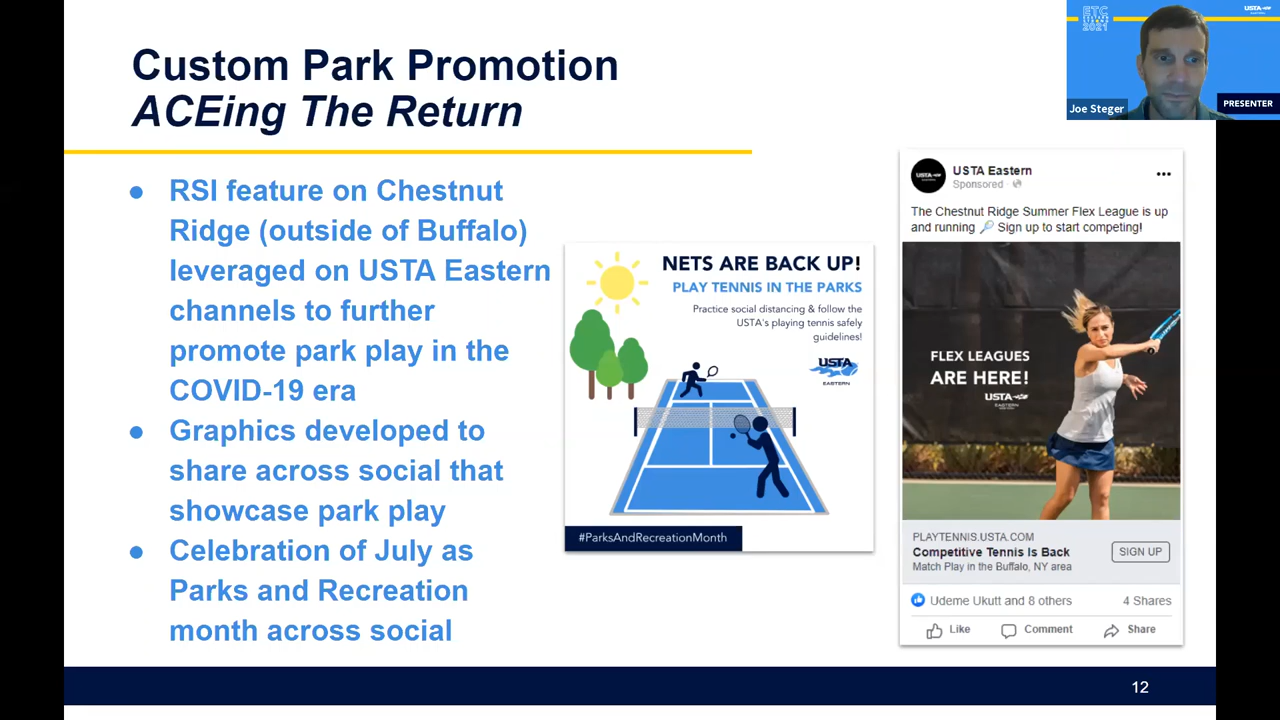 Custom Park Promotion
ACEing The Return
● RSI feature on Chestnut
Ridge (outside of Buffalo)
leveraged on USTA Eastern
channels to further
promote park play in the
COVID-19 era
● Graphics developed to
share across social that
showcase park play
● Celebration of July as
Parks and Recreation
month across social
NETS ARE BACK UP!
PLAY TENNIS IN THE PARKS
Practice social distancing & follow the
USTA's playing tennis safely
guidelines!
USTA
EASTERN
#ParksAndRecreationMonth
ETC
EASTERN
2021
USTA
EASTERN
Joe Steger
PRESENTER
USTA Eastern
Sponsored ·
The Chestnut Ridge Summer Flex League is up
and running 🎾 Sign up to start competing!
FLEX LEAGUES
ARE HERE!
USTA
EASTERN
PLAYTENNIS.USTA.COM
Competitive Tennis Is Back
Match Play in the Buffalo, NY area
SIGN UP
Udeme Ukutt and 8 others
4 Shares
Like
Comment
Share
12